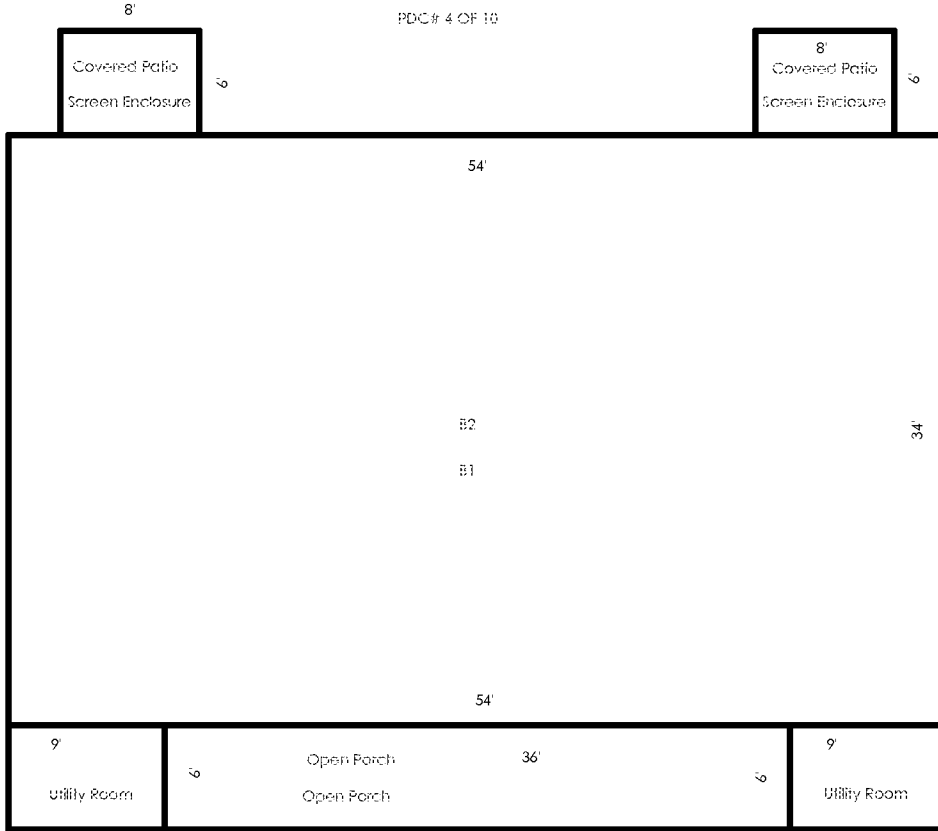 8'
PDC# 4 OF 10
Covered Patio
Screen Enclosure
6'
8'
Covered Patio
Screen Enclosure
6'
54'
B2
B1
34'
54'
9'
Utility Room
6'
Open Porch
Open Porch
36'
6'
9'
Utility Room